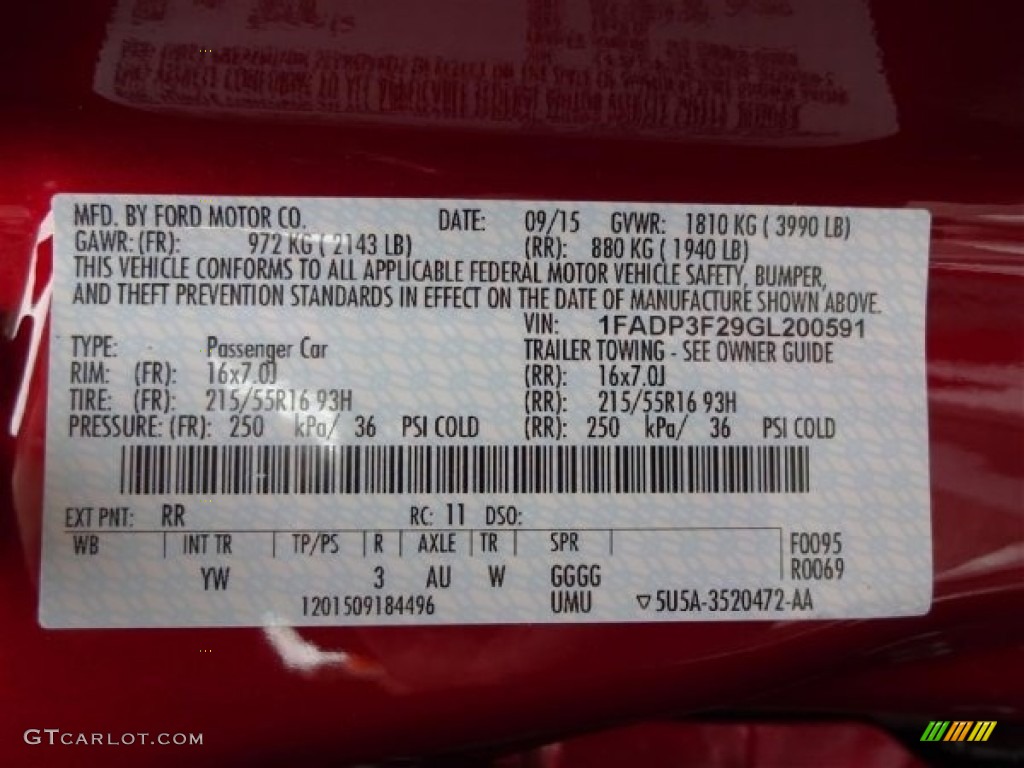 MFD. BY FORD MOTOR CO. DATE: 09/15 GVWR: 1810 KG ( 3990 LB)
GAWR: (FR): 972 KG ( 2143 LB) (RR): 880 KG ( 1940 LB)
THIS VEHICLE CONFORMS TO ALL APPLICABLE FEDERAL MOTOR VEHICLE SAFETY, BUMPER,
AND THEFT PREVENTION STANDARDS IN EFFECT ON THE DATE OF MANUFACTURE SHOWN ABOVE.
VIN: 1FADP3F29GL200591
TYPE: Passenger Car TRAILER TOWING - SEE OWNER GUIDE
RIM: (FR): 16x7.0J (RR): 16x7.0J
TIRE: (FR): 215/55R16 93H (RR): 215/55R16 93H
PRESSURE: (FR): 250 kPa/ 36 PSI COLD (RR): 250 kPa/ 36 PSI COLD
EXT PNT: RR RC: 11 DSO:
WB INT TR TP/PS R AXLE TR SPR F0095
YW 3 AU W GGGG R0069
1201509184496 UMU ▽5U5A-3520472-AA
GTCARLOT.COM